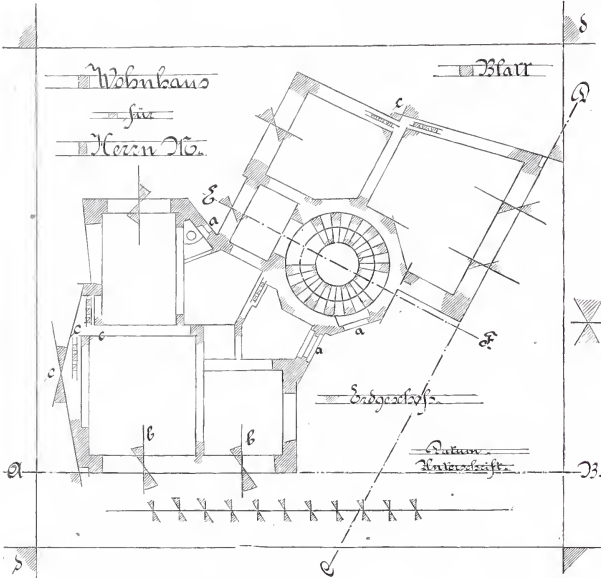 S
Wohnhaus
Blatt
für
Herrn M.
D
c
E
a
a
a
F
c
c
c
Erdgeschoß.
b
b
Datum
Unterschrift.
A
B.
S
C